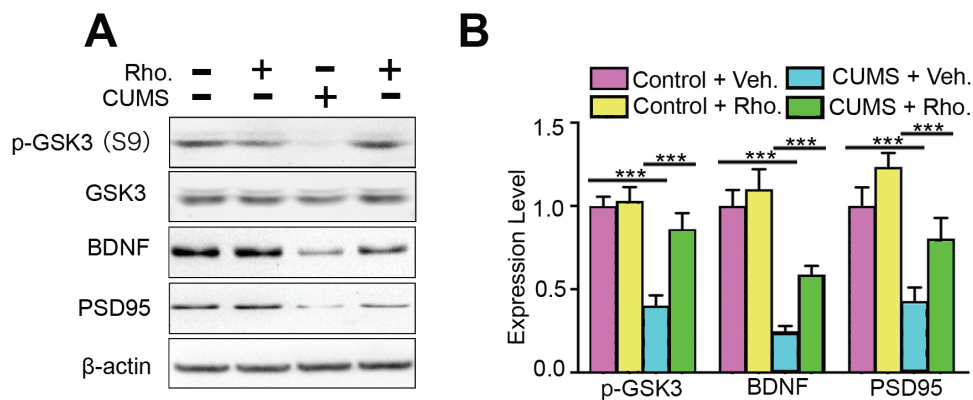 A
Rho. - + - +
CUMS - - + -
p-GSK3 (S9)
GSK3
BDNF
PSD95
β-actin
B
Control + Veh. CUMS + Veh.
Control + Rho. CUMS + Rho.
Expression Level
1.5
1.0
0.5
0.0
*** ***
*** ***
*** ***
p-GSK3 BDNF PSD95